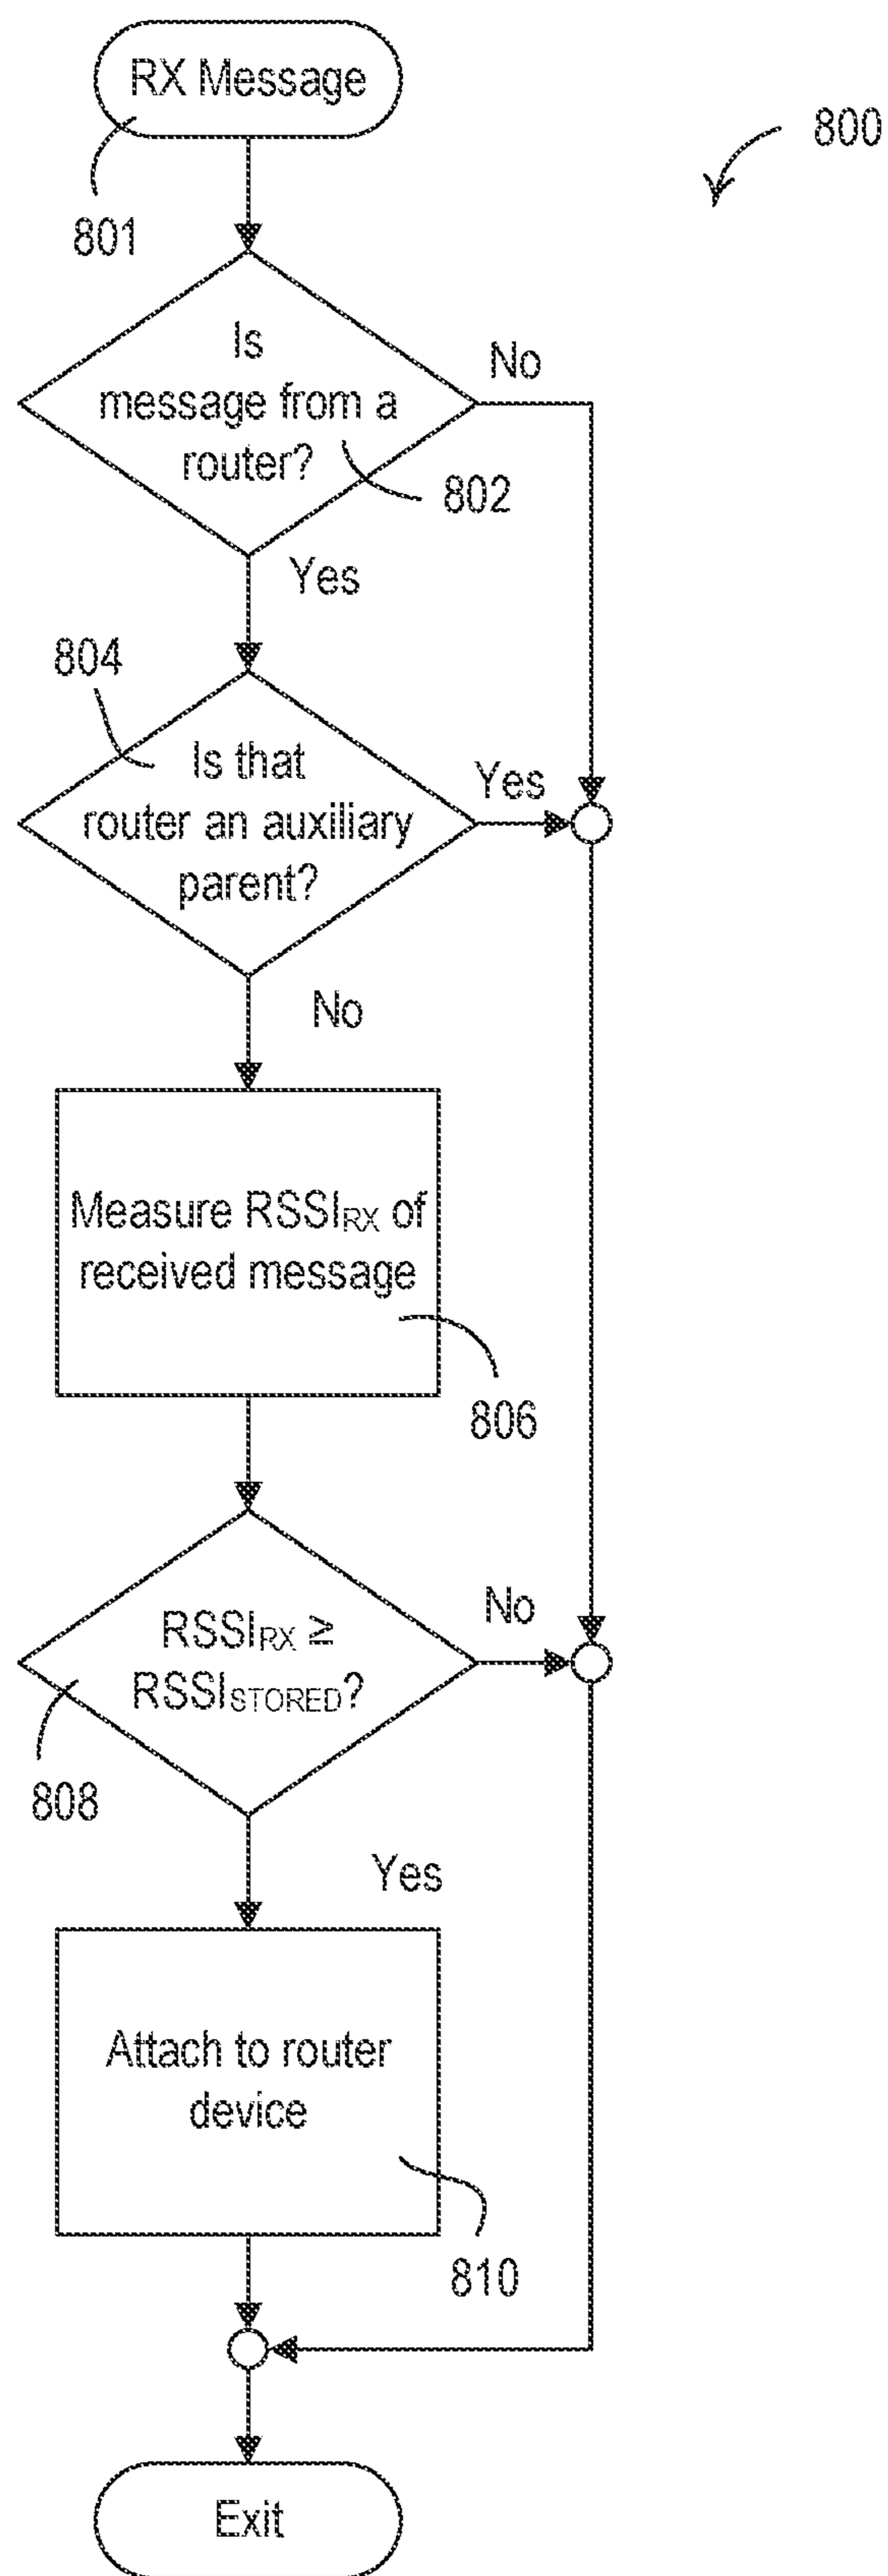 RX Message
800
801
Is
message from a
router?
No
802
Yes
804
Is that
router an auxiliary
parent?
Yes
No
Measure RSSIRX of
received message
806
RSSIRX ≥
RSSISTORED?
No
808
Yes
Attach to router
device
810
Exit